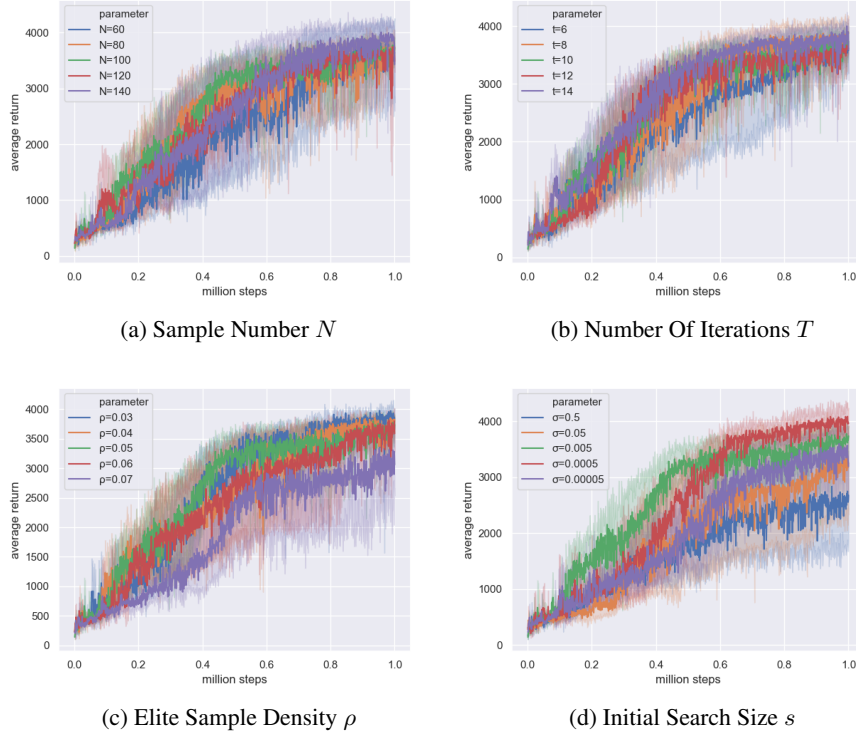 parameter
N=60
N=80
N=100
N=120
N=140
4000
3000
2000
1000
0
average return
0.0 0.2 0.4 0.6 0.8 1.0
million steps
(a) Sample Number N
parameter
t=6
t=8
t=10
t=12
t=14
4000
3000
2000
1000
0
average return
0.0 0.2 0.4 0.6 0.8 1.0
million steps
(b) Number Of Iterations T
parameter
ρ=0.03
ρ=0.04
ρ=0.05
ρ=0.06
ρ=0.07
4000
3500
3000
2500
2000
1500
1000
500
0
average return
0.0 0.2 0.4 0.6 0.8 1.0
million steps
(c) Elite Sample Density ρ
parameter
σ=0.5
σ=0.05
σ=0.005
σ=0.0005
σ=0.00005
4000
3000
2000
1000
0
average return
0.0 0.2 0.4 0.6 0.8 1.0
million steps
(d) Initial Search Size s